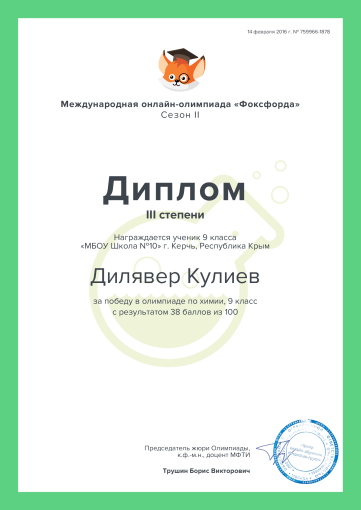 14 февраля 2016 г. № 759966.1878
Международная онлайн-олимпиада «Фоксфорда»
Сезон II
Диплом
III степени
Награждается ученик 9 класса
«МБОУ Школа №10» г. Керчь, Республика Крым
Дилявер Кулиев
за победу в олимпиаде по химии, 9 класс
с результатом 38 баллов из 100
Председатель жюри Олимпиады,
к.ф.-м.н., доцент МФТИ
Трушин Борис Викторович